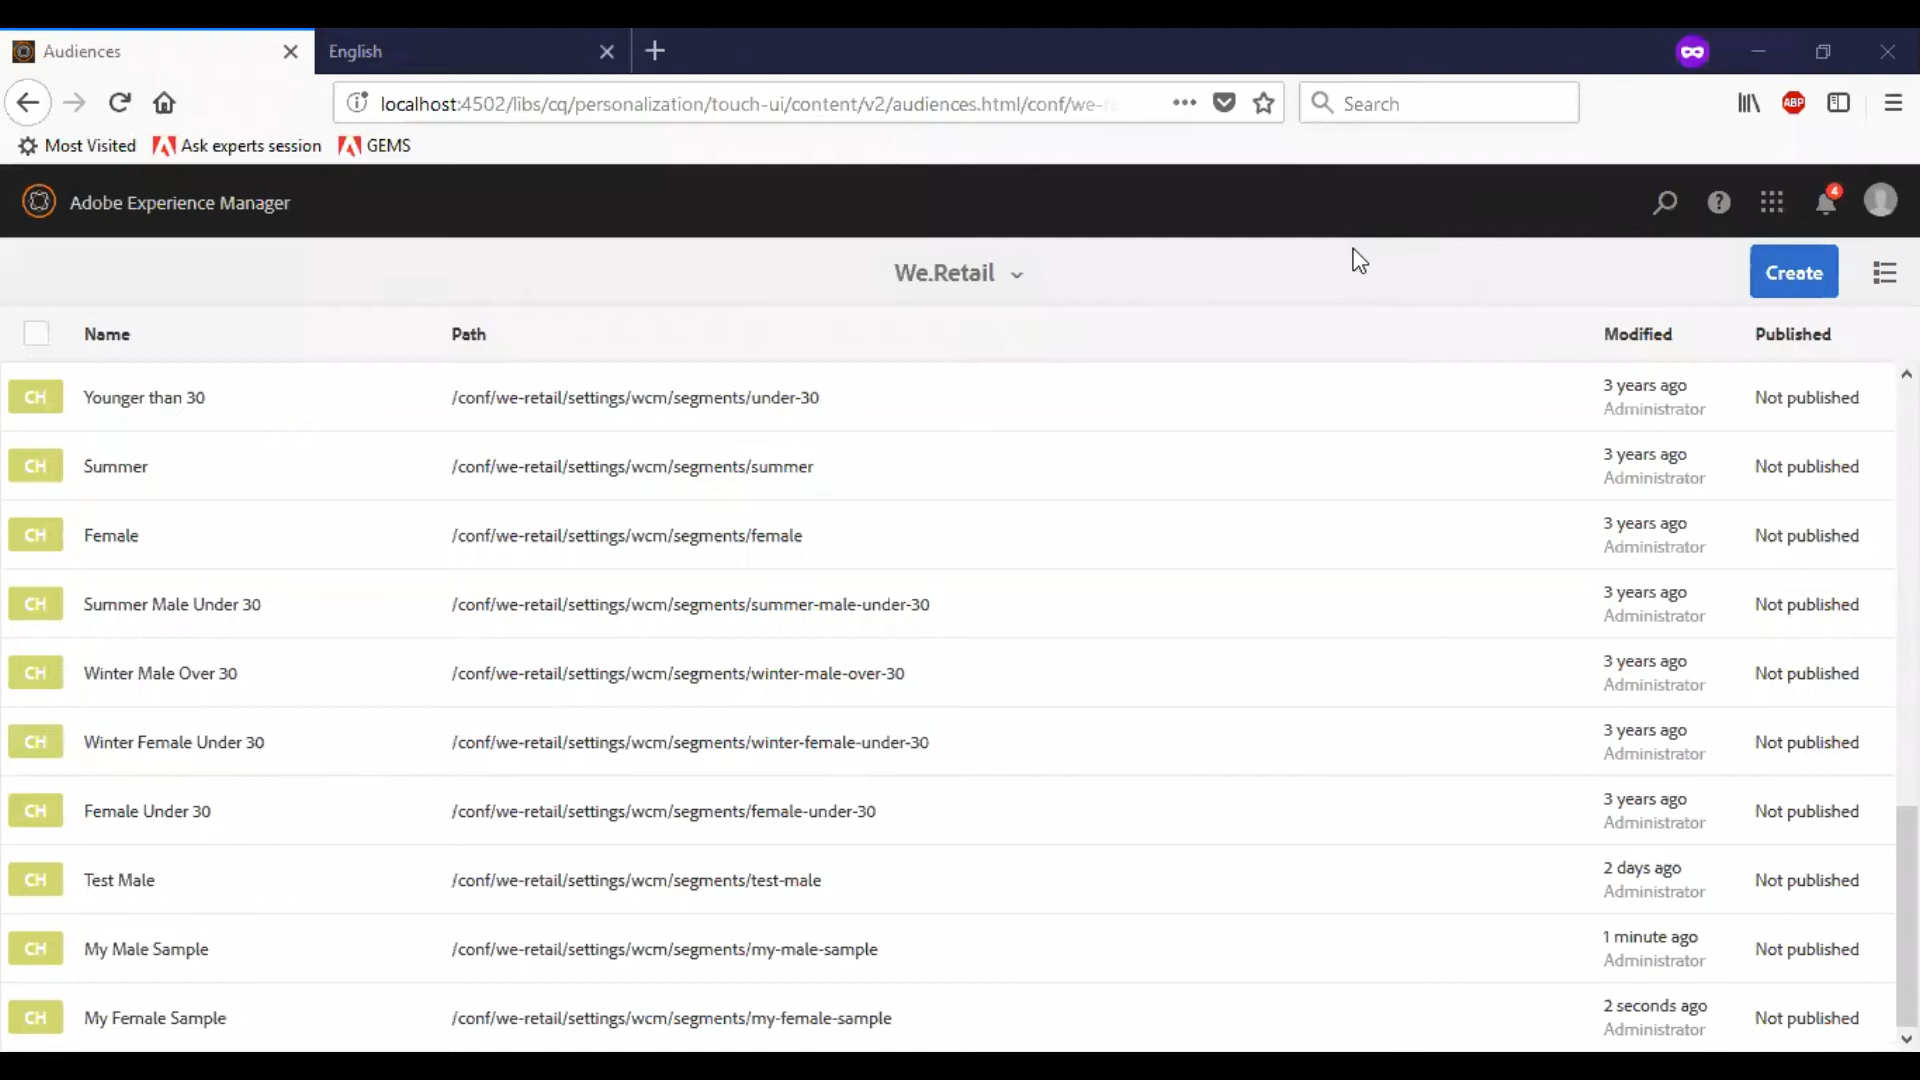 Audiences
English
localhost:4502/libs/cq/personalization/touch-ui/content/v2/audiences.html/conf/we-
Search
ABP
Most Visited
Ask experts session
GEMS
Adobe Experience Manager
4
We.Retail
Create
Name Path Modified Published
CH Younger than 30 /conf/we-retail/settings/wcm/segments/under-30 3 years ago Not published
Administrator
CH Summer /conf/we-retail/settings/wcm/segments/summer 3 years ago Not published
Administrator
CH Female /conf/we-retail/settings/wcm/segments/female 3 years ago Not published
Administrator
CH Summer Male Under 30 /conf/we-retail/settings/wcm/segments/summer-male-under-30 3 years ago Not published
Administrator
CH Winter Male Over 30 /conf/we-retail/settings/wcm/segments/winter-male-over-30 3 years ago Not published
Administrator
CH Winter Female Under 30 /conf/we-retail/settings/wcm/segments/winter-female-under-30 3 years ago Not published
Administrator
CH Female Under 30 /conf/we-retail/settings/wcm/segments/female-under-30 3 years ago Not published
Administrator
CH Test Male /conf/we-retail/settings/wcm/segments/test-male 2 days ago Not published
Administrator
CH My Male Sample /conf/we-retail/settings/wcm/segments/my-male-sample 1 minute ago Not published
Administrator
CH My Female Sample /conf/we-retail/settings/wcm/segments/my-female-sample 2 seconds ago Not published
Administrator